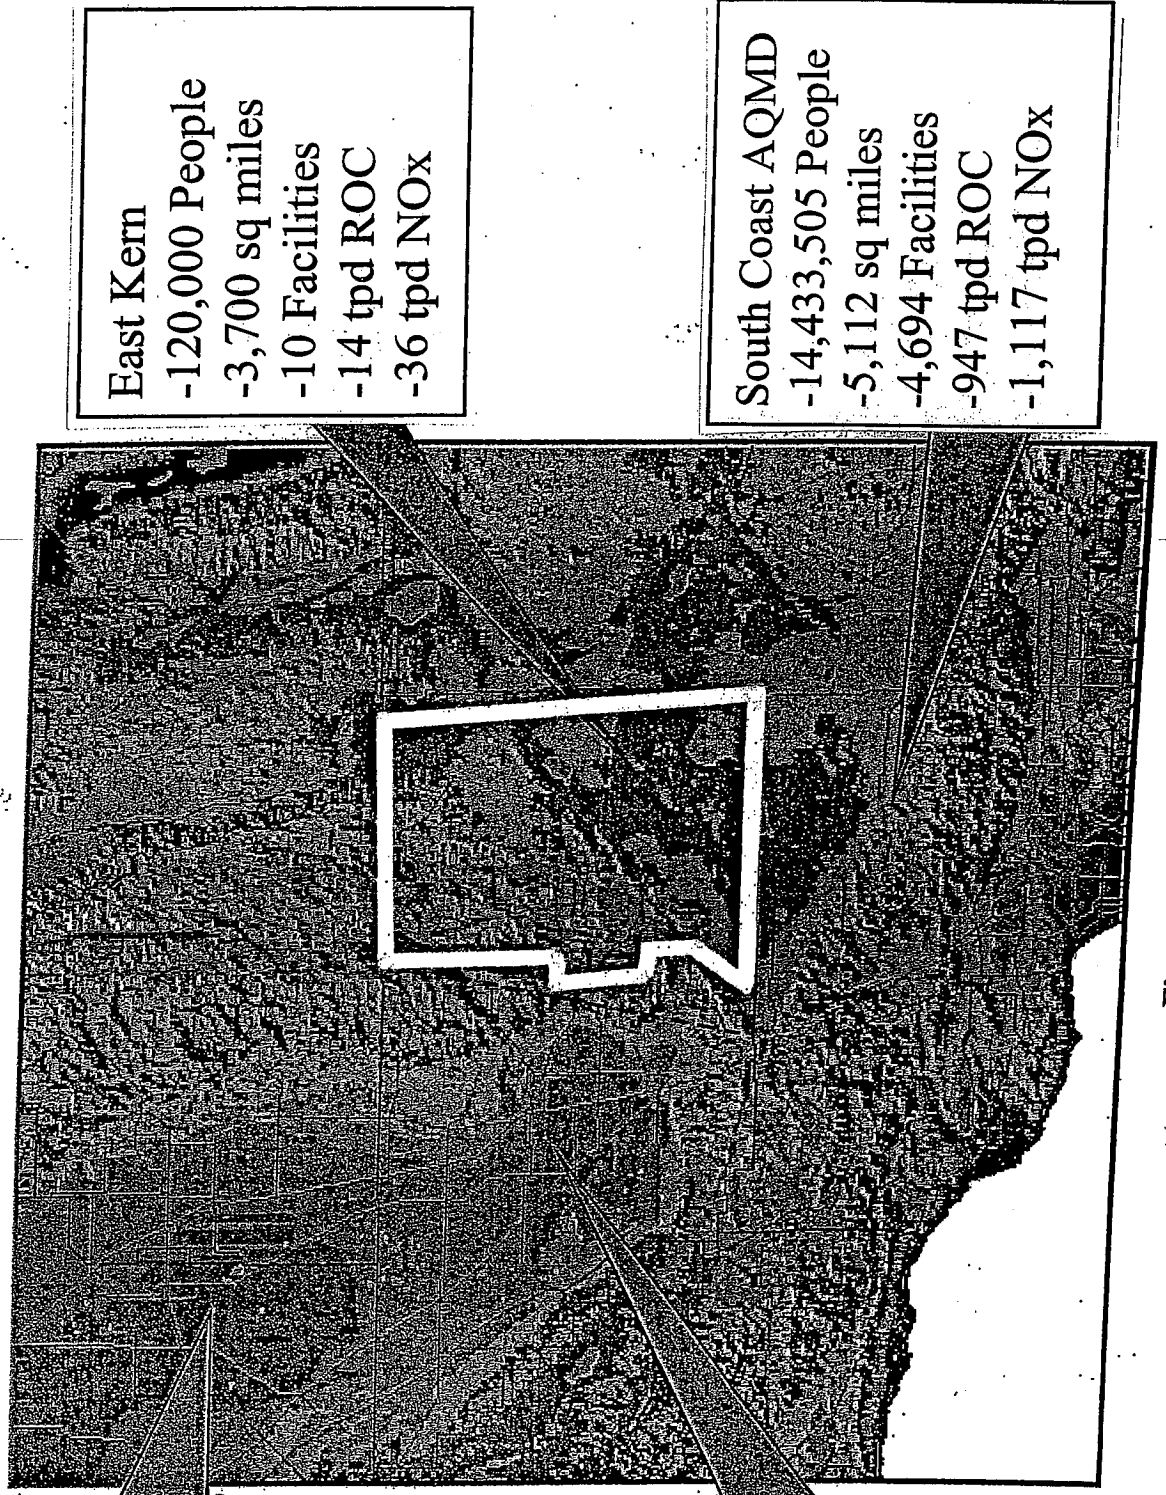 East Kern
-120,000 People
-3,700 sq miles
-10 Facilities
-14 tpd ROC
-36 tpd NOx
South Coast AQMD
-14,433,505 People
-5,112 sq miles
-4,694 Facilities
-947 tpd ROC
-1,117 tpd NOx